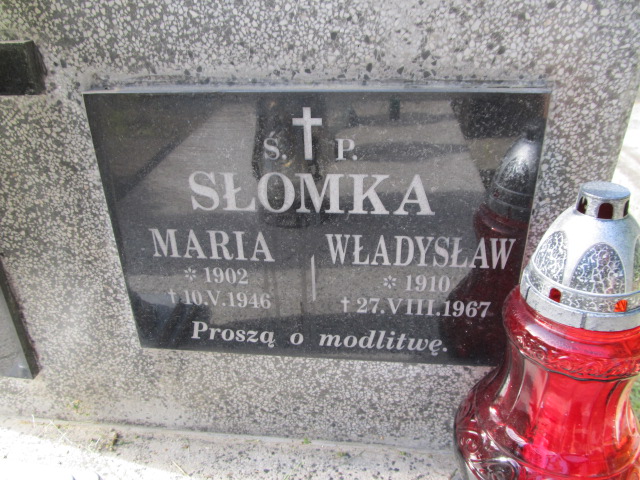 Ś. P.
SŁOMKA
MARIA WŁADYSŁAW
* 1902 * 1910
† 10.V.1946 † 27.VIII.1967
Proszą o modlitwę.